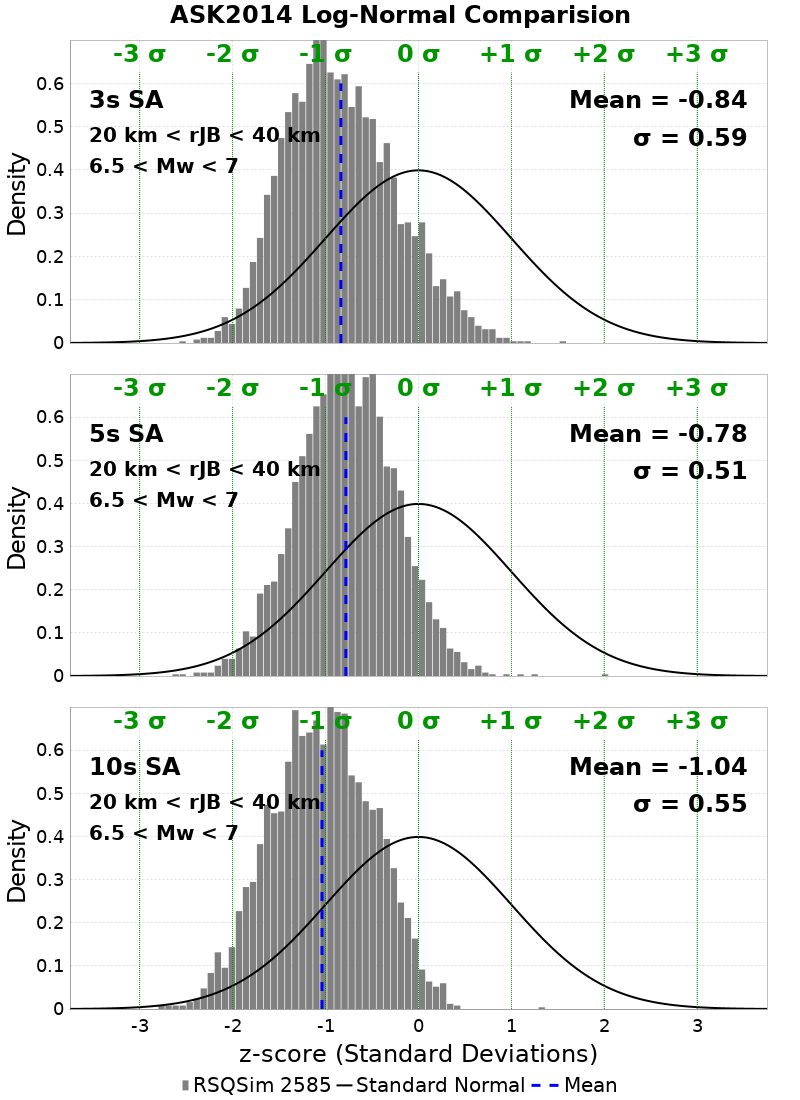 ASK2014 Log-Normal Comparision
-3 σ -2 σ -1 σ 0 σ +1 σ +2 σ +3 σ
3s SA
20 km < rJB < 40 km
6.5 < Mw < 7
Mean = -0.84
σ = 0.59
0.6
0.5
0.4
0.3
0.2
0.1
0
Density
-3 σ -2 σ -1 σ 0 σ +1 σ +2 σ +3 σ
5s SA
20 km < rJB < 40 km
6.5 < Mw < 7
Mean = -0.78
σ = 0.51
0.6
0.5
0.4
0.3
0.2
0.1
0
Density
-3 σ -2 σ -1 σ 0 σ +1 σ +2 σ +3 σ
10s SA
20 km < rJB < 40 km
6.5 < Mw < 7
Mean = -1.04
σ = 0.55
0.6
0.5
0.4
0.3
0.2
0.1
0
Density
-3 -2 -1 0 1 2 3
z-score (Standard Deviations)
RSQSim 2585 Standard Normal Mean